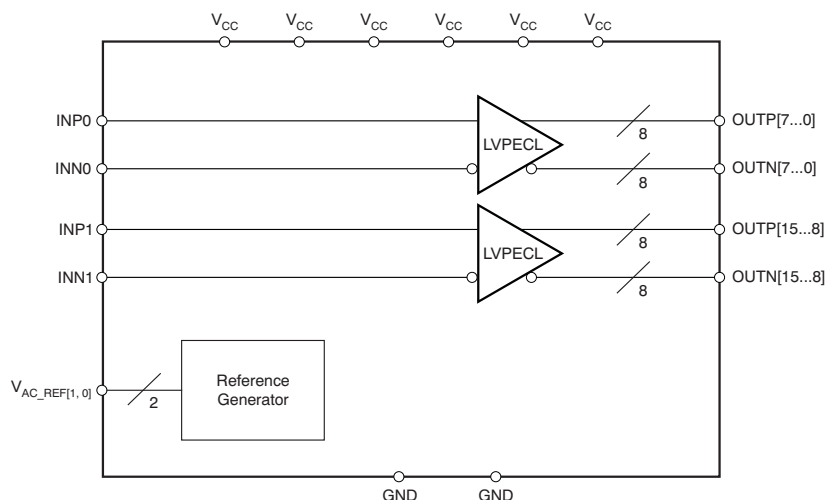 VCC VCC VCC VCC VCC VCC
INP0
LVPECL
8
OUTP[7...0]
INN0
8
OUTN[7...0]
INP1
LVPECL
8
OUTP[15...8]
INN1
8
OUTN[15...8]
VAC_REF[1, 0]
2
Reference
Generator
GND GND